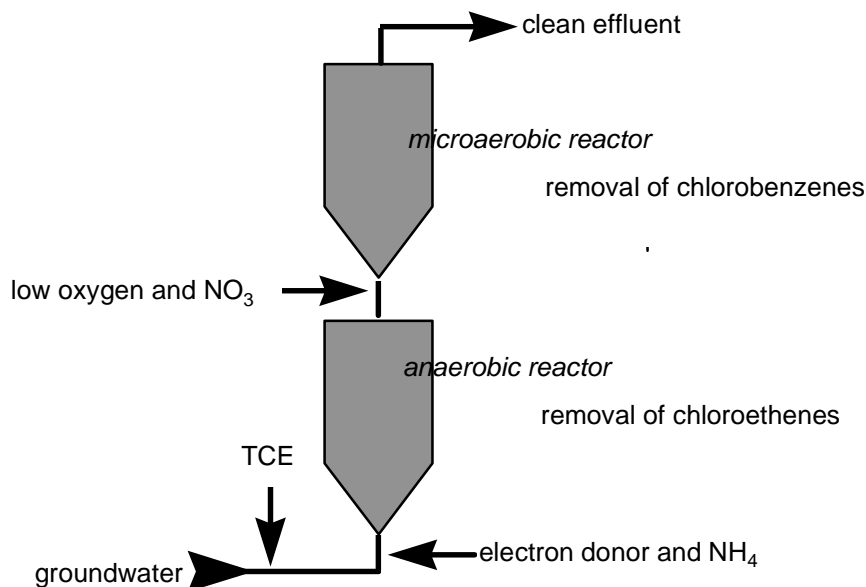 clean effluent
microaerobic reactor
removal of chlorobenzenes
low oxygen and NO3
anaerobic reactor
removal of chloroethenes
TCE
electron donor and NH4
groundwater